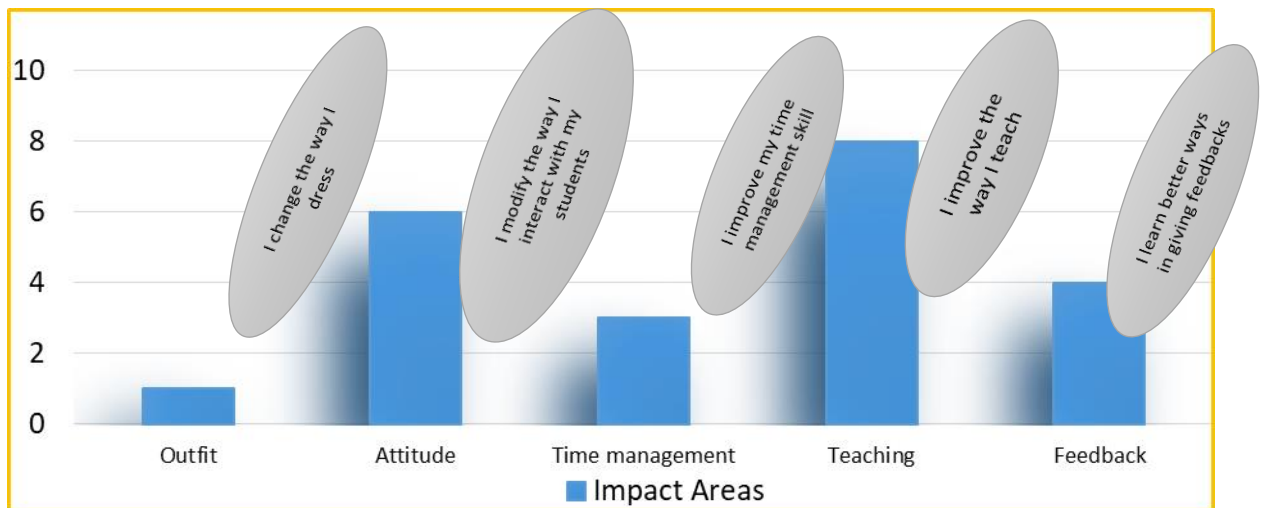 10
8
6
4
2
0
I change the way I
dress
I modify the way I
interact with my
students
I improve my time
management skill
I improve the
way I teach
I learn better ways
in giving feedbacks
Outfit
Attitude
Time management
Teaching
Feedback
Impact Areas